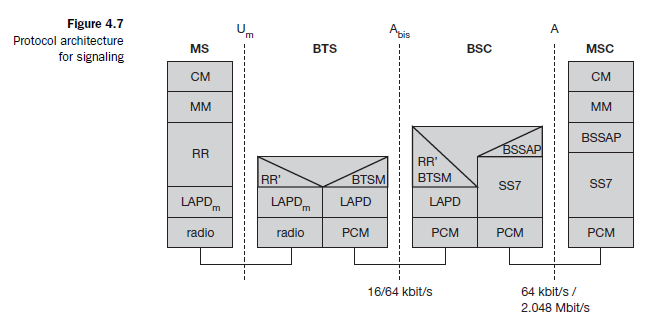 Figure 4.7
Protocol architecture
for signaling
Um
Abis
A
MS
BTS
BSC
MSC
CM
MM
RR
LAPDm
radio
RR'
BTSM
LAPDm
LAPD
radio
PCM
RR'
BTSM
BSSAP
LAPD
SS7
PCM
PCM
CM
MM
BSSAP
SS7
PCM
16/64 kbit/s
64 kbit/s /
2.048 Mbit/s